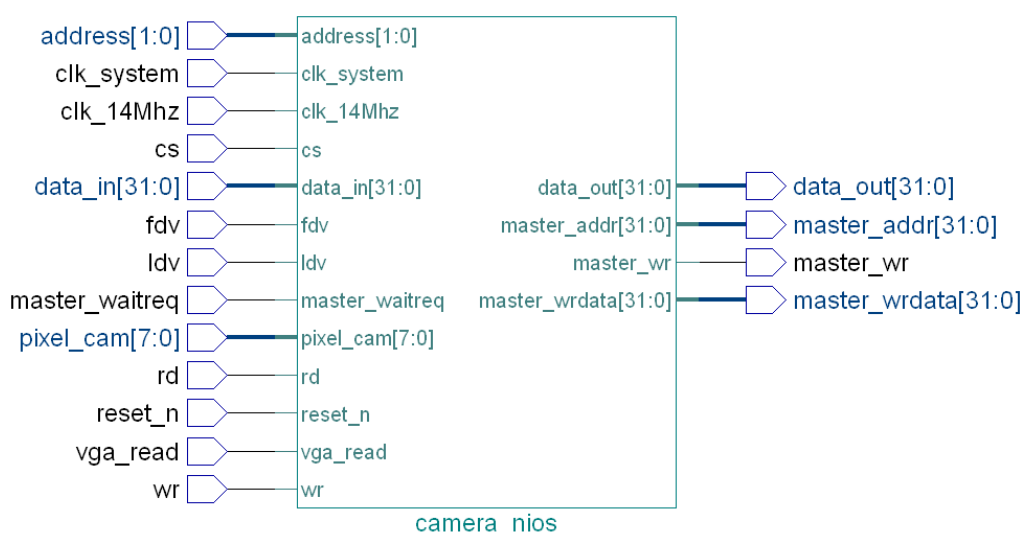 address[1:0] address[1:0]
clk_system clk_system
clk_14Mhz clk_14Mhz
cs cs
data_in[31:0] data_in[31:0] data_out[31:0] data_out[31:0]
fdv fdv master_addr[31:0] master_addr[31:0]
ldv ldv master_wr master_wr
master_waitreq master_waitreq master_wrdata[31:0] master_wrdata[31:0]
pixel_cam[7:0] pixel_cam[7:0]
rd rd
reset_n reset_n
vga_read vga_read
wr wr
camera nios